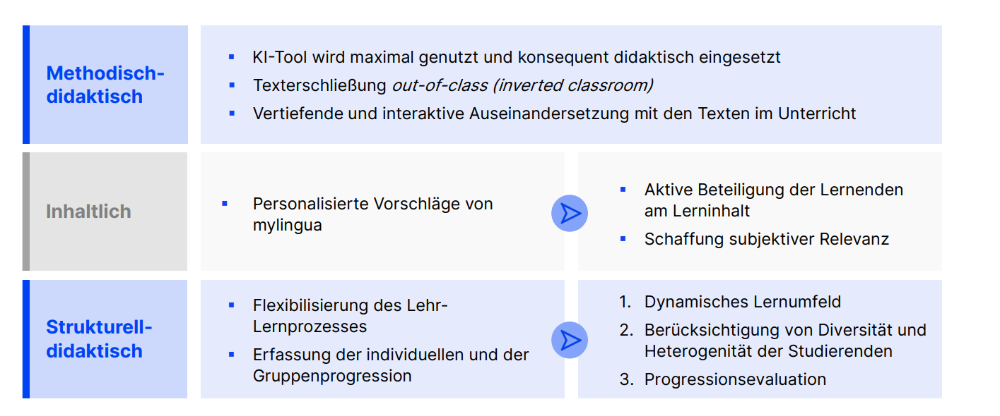 Methodisch-
didaktisch
▪ KI-Tool wird maximal genutzt und konsequent didaktisch eingesetzt
▪ Texterschließung out-of-class (inverted classroom)
▪ Vertiefende und interaktive Auseinandersetzung mit den Texten im Unterricht
Inhaltlich
▪ Personalisierte Vorschläge von
mylingua
▪ Aktive Beteiligung der Lernenden
am Lerninhalt
▪ Schaffung subjektiver Relevanz
Strukturell-
didaktisch
▪ Flexibilisierung des Lehr-
Lernprozesses
▪ Erfassung der individuellen und der
Gruppenprogression
1. Dynamisches Lernumfeld
2. Berücksichtigung von Diversität und
Heterogenität der Studierenden
3. Progressionsevaluation